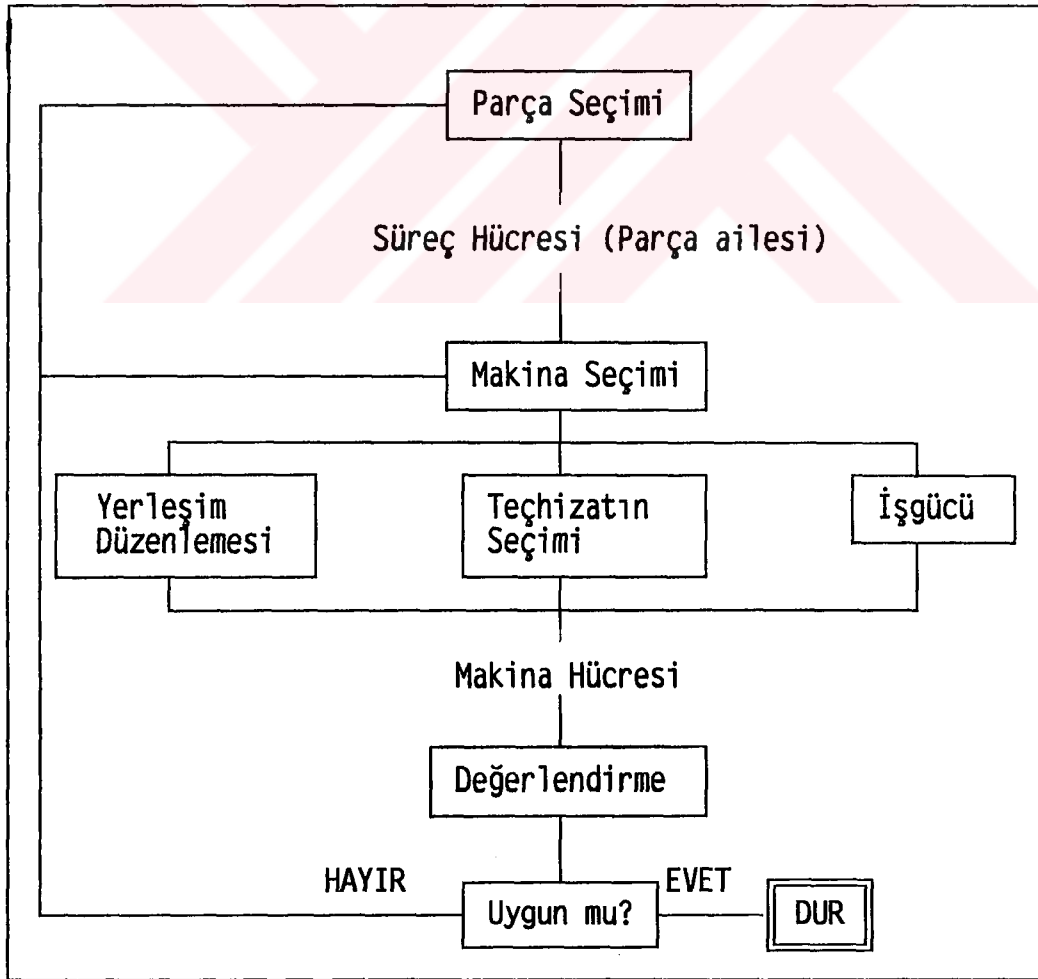 Parça Seçimi
Süreç Hücresi (Parça ailesi)
Makina Seçimi
Yerleşim
Düzenlemesi
Teçhizatın
Seçimi
İşgücü
Makina Hücresi
Değerlendirme
HAYIR
Uygun mu?
EVET
DUR